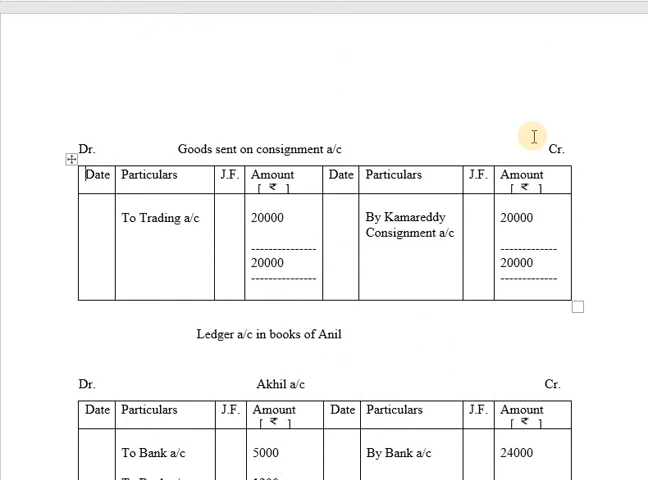 Dr. Goods sent on consignment a/c Cr.
Date Particulars J.F. Amount Date Particulars J.F. Amount
[ ₹ ] [ ₹ ]
To Trading a/c 20000 By Kamareddy 20000
Consignment a/c
--------------- -------------
20000 20000
--------------- -------------
Ledger a/c in books of Anil
Dr. Akhil a/c Cr.
Date Particulars J.F. Amount Date Particulars J.F. Amount
[ ₹ ] [ ₹ ]
To Bank a/c 5000 By Bank a/c 24000